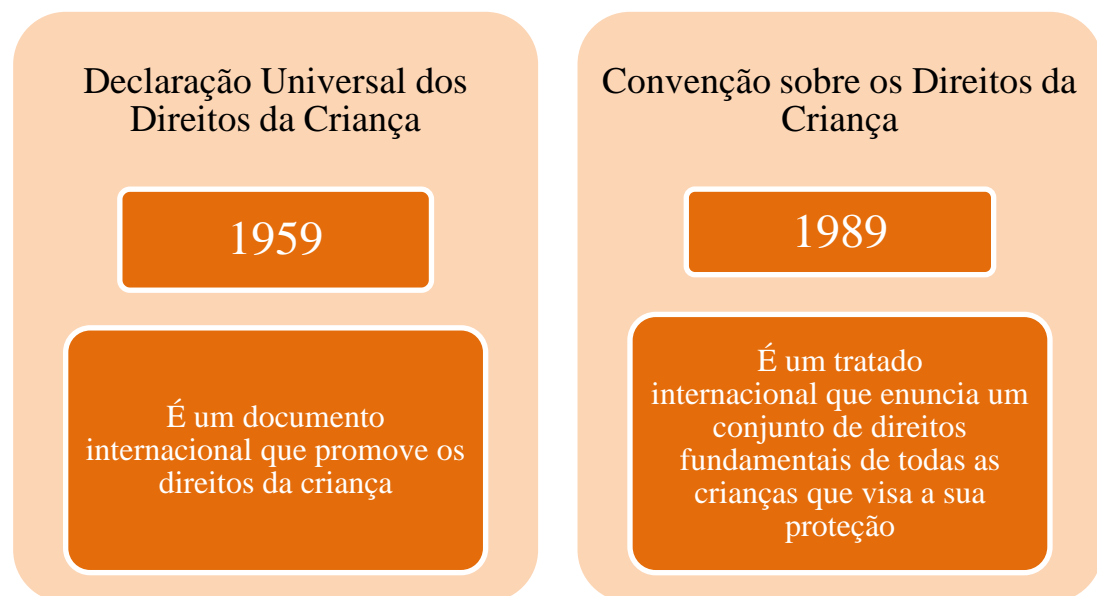 Declaração Universal dos
Direitos da Criança
1959
É um documento
internacional que promove os
direitos da criança
Convenção sobre os Direitos da
Criança
1989
É um tratado
internacional que enuncia um
conjunto de direitos
fundamentais de todas as
crianças que visa a sua
proteção